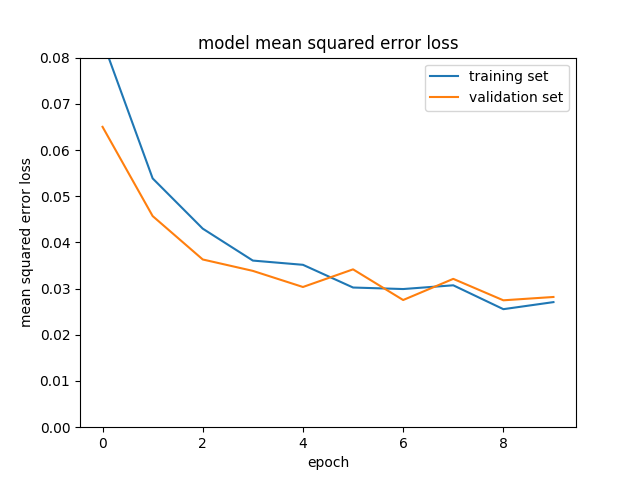 model mean squared error loss
training set
validation set
mean squared error loss
0.08
0.07
0.06
0.05
0.04
0.03
0.02
0.01
0.00
0 2 4 6 8
epoch